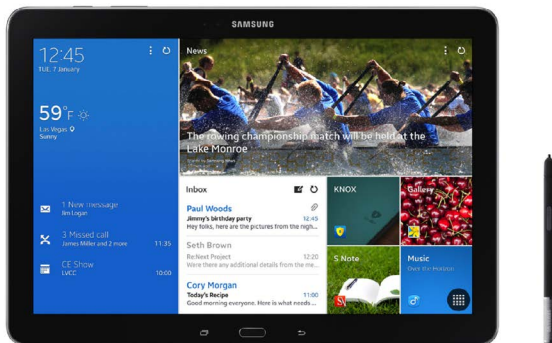 SAMSUNG
12:45
TUE, 7 January
59°F
Las Vegas
Sunny
1 New message
Jim Logan
3 Missed call
James Miller and 2 more 11:35
CE Show
LVCC 10:00
News
The rowing championship match will be held at the
Lake Monroe
Inbox
Paul Woods
Jimmy's birthday party 12:45
Hey folks, here are the pictures from the nigh...
Seth Brown
Re:Next Project 12:20
Were there any additional details from the me...
Cory Morgan
Today's Recipe 11:00
Good morning everyone. Here is what needs ...
KNOX
Gallery
S Note
Music
Over the Horizon